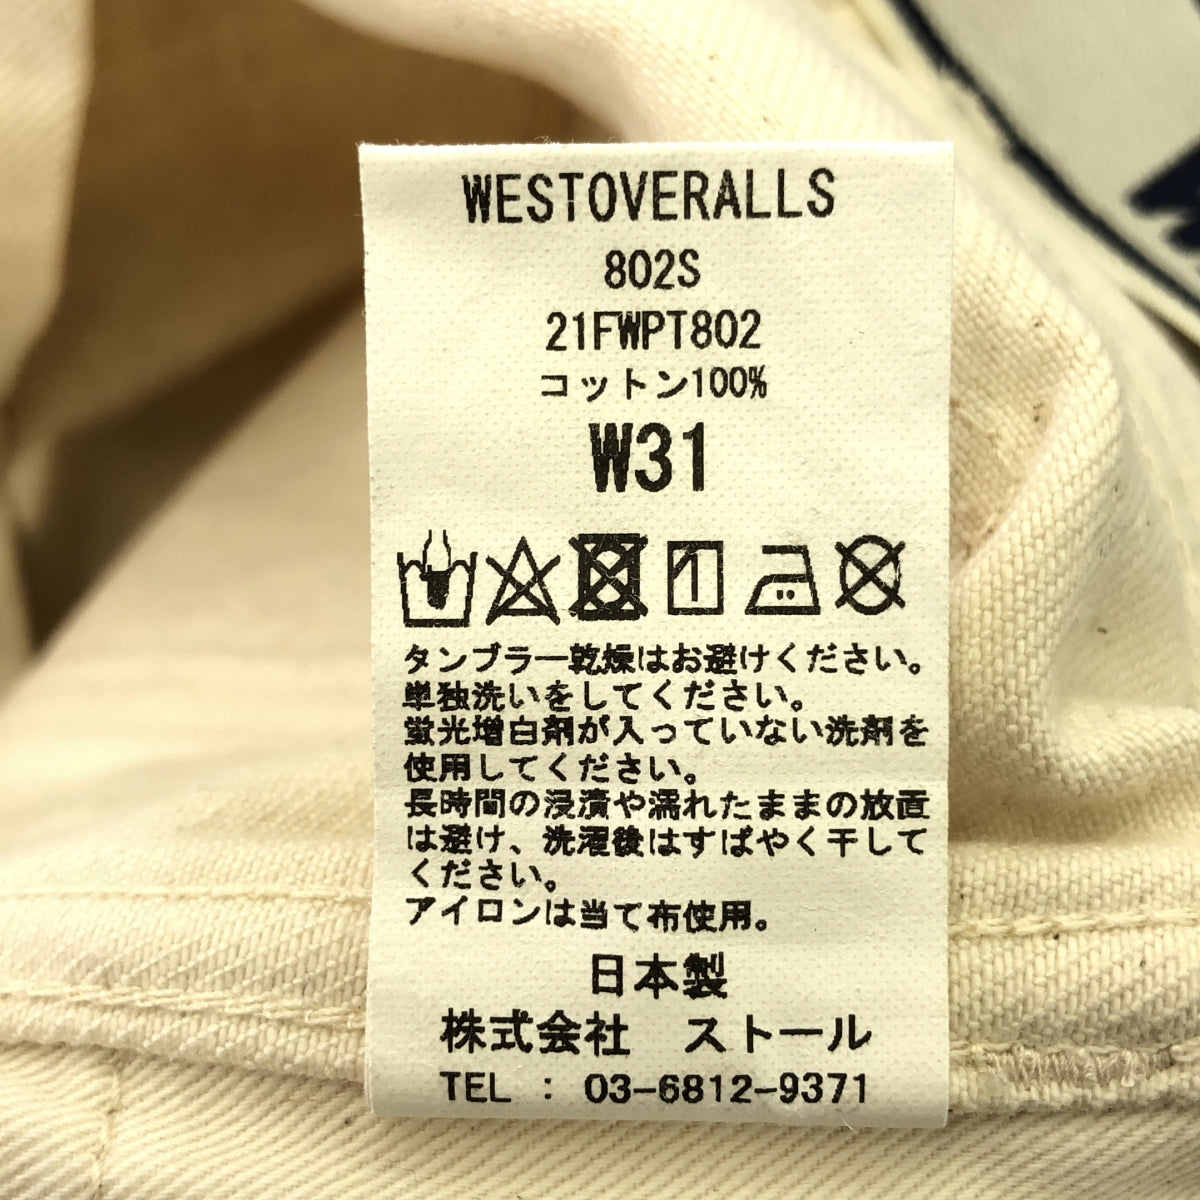 WESTOVERALLS
802S
21FWPT802
コットン100%
W31
タンブラー乾燥はお避けください。
単独洗いをしてください。
蛍光増白剤が入っていない洗剤を
使用してください。
長時間の浸漬や濡れたままの放置
は避け、洗濯後はすばやく干して
ください。
アイロンは当て布使用。
日本製
株式会社 ストール
TEL : 03-6812-9371